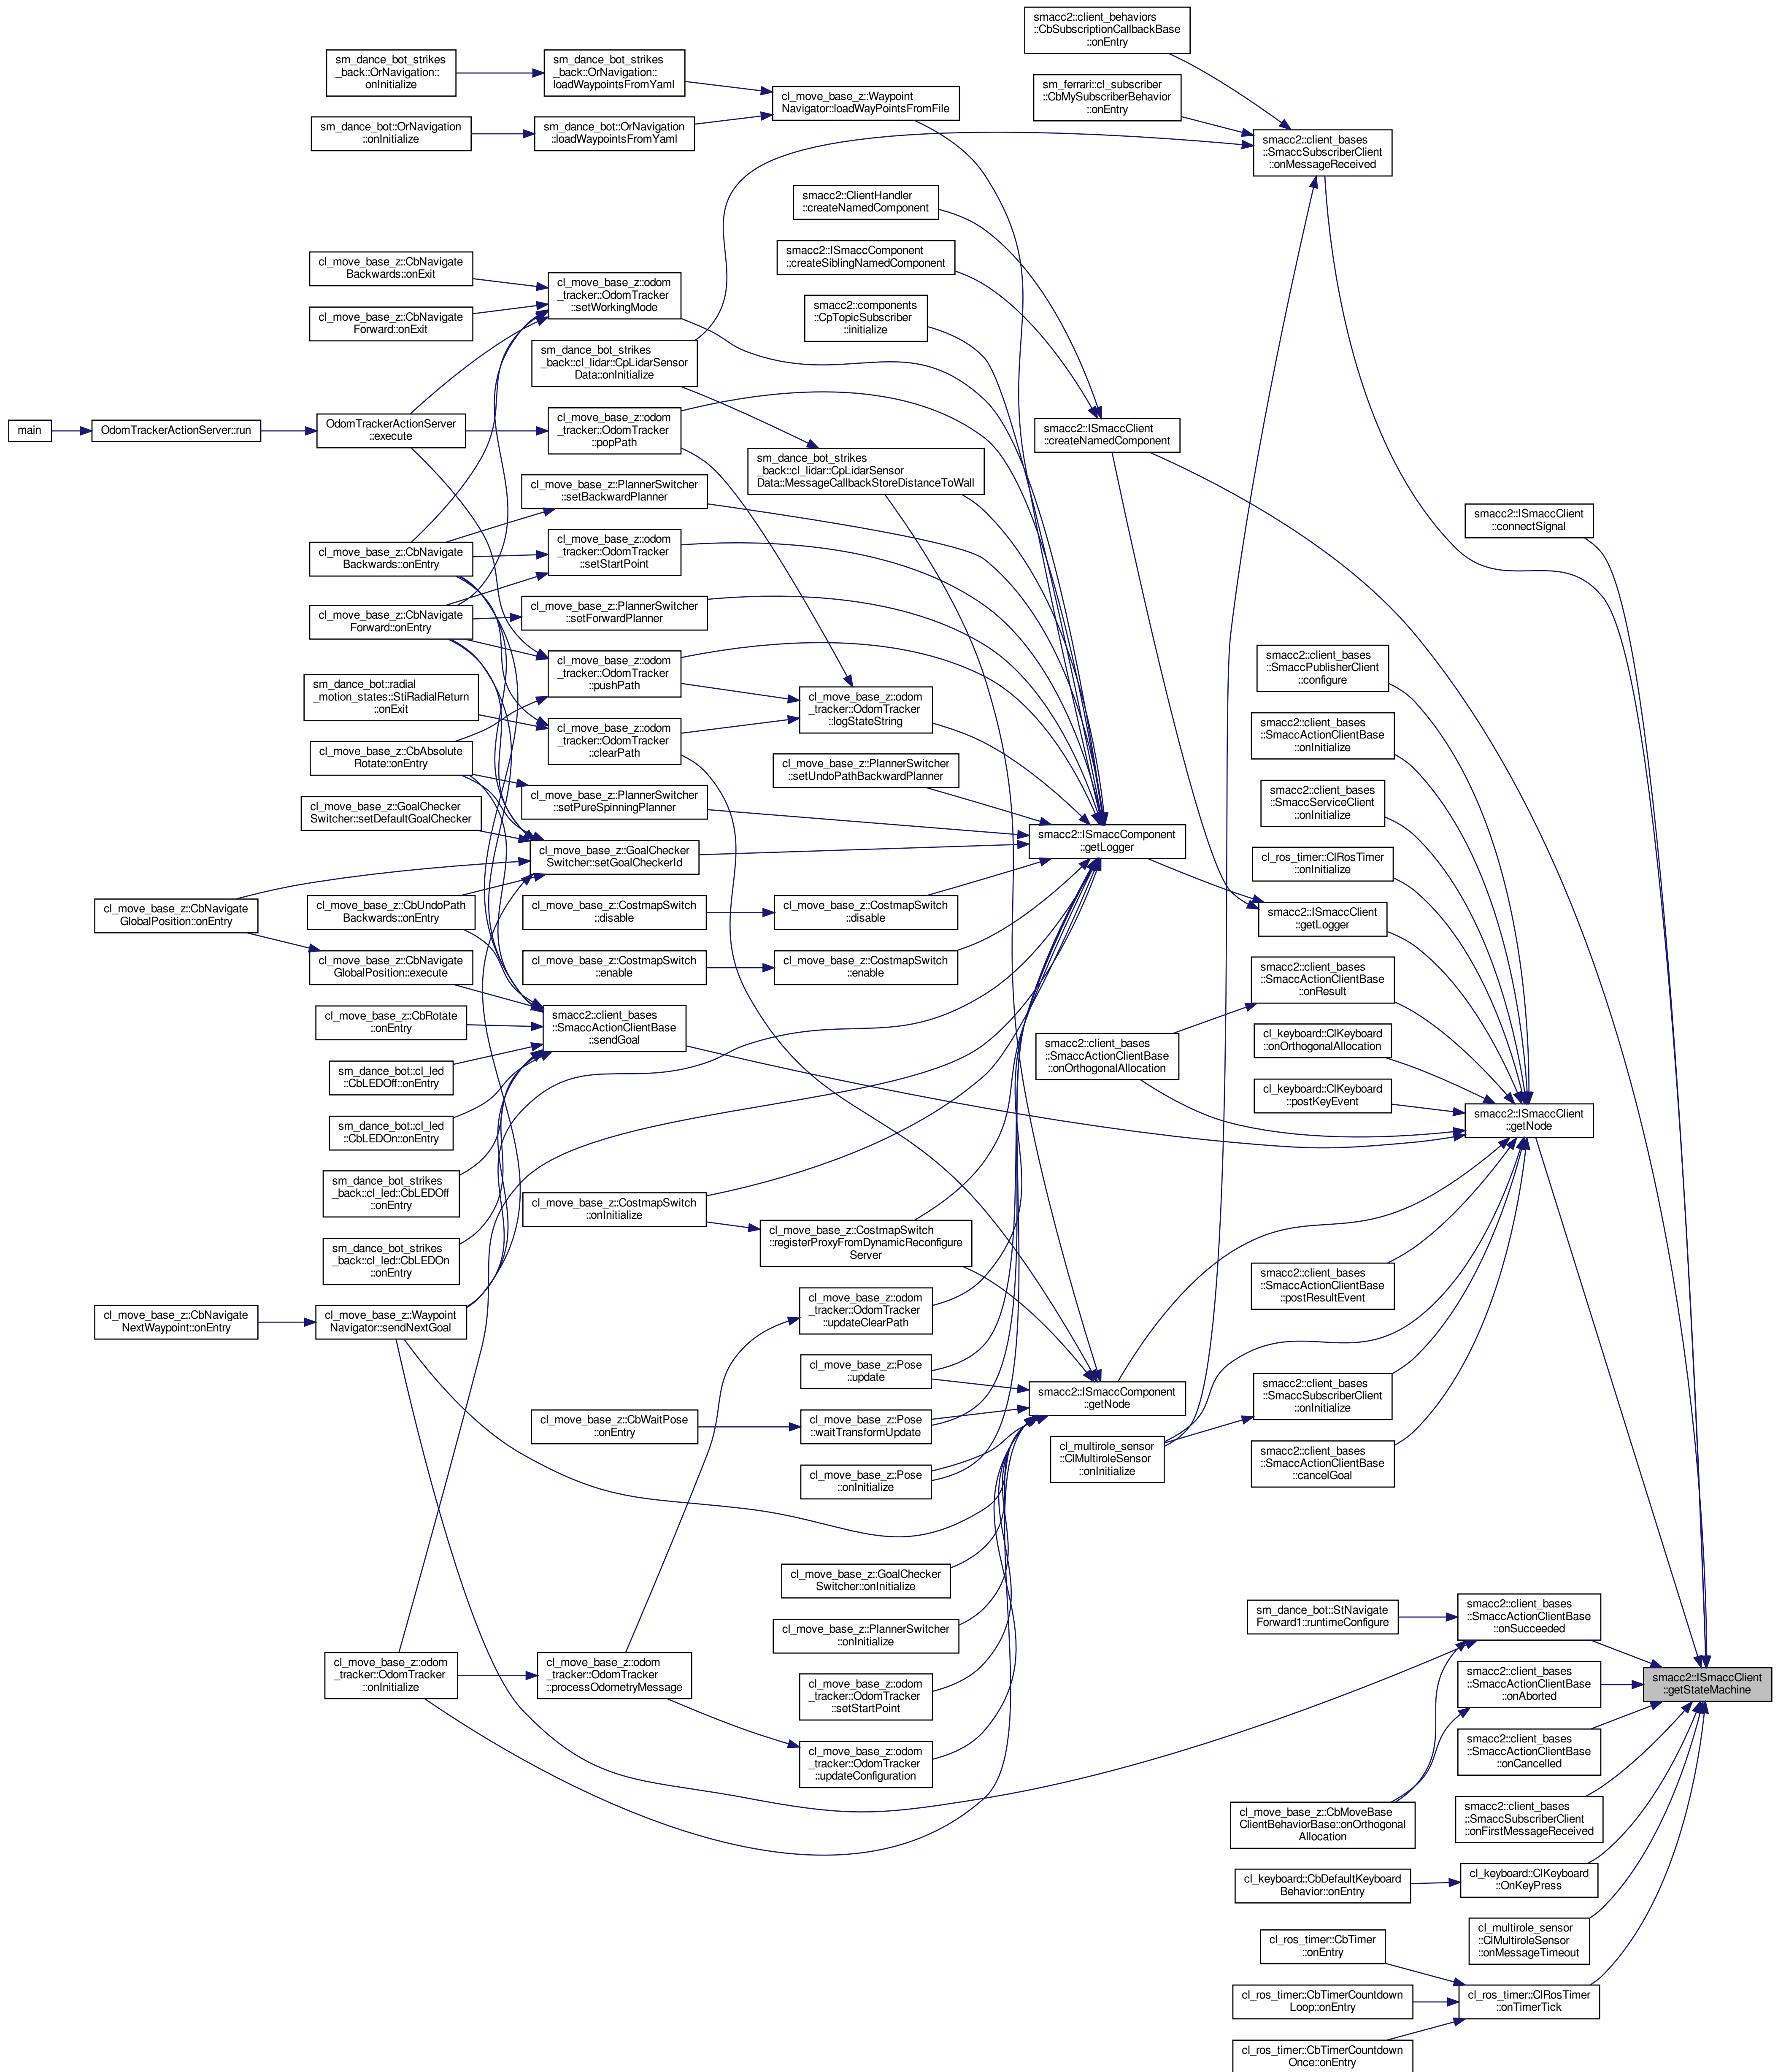 smacc2::client_behaviors
::CbSubscriptionCallbackBase
::onEntry
sm_dance_bot_strikes
_back::OrNavigation::
onInitialize
sm_dance_bot_strikes
_back::OrNavigation::
loadWaypointsFromYaml
sm_ferrari::cl_subscriber
::CbMySubscriberBehavior
::onEntry
cl_move_base_z::Waypoint
Navigator::loadWayPointsFromFile
sm_dance_bot::OrNavigation
::onInitialize
sm_dance_bot::OrNavigation
::loadWaypointsFromYaml
smacc2::client_bases
::SmaccSubscriberClient
::onMessageReceived
smacc2::ClientHandler
::createNamedComponent
smacc2::ISmaccComponent
::createSiblingNamedComponent
cl_move_base_z::CbNavigate
Backwards::onExit
cl_move_base_z::odom
_tracker::OdomTracker
::setWorkingMode
smacc2::components
::CpTopicSubscriber
::initialize
cl_move_base_z::CbNavigate
Forward::onExit
sm_dance_bot_strikes
_back::cl_lidar::CpLidarSensor
Data::onInitialize
main
OdomTrackerActionServer::run
OdomTrackerActionServer
::execute
cl_move_base_z::odom
_tracker::OdomTracker
::popPath
smacc2::ISmaccClient
::createNamedComponent
sm_dance_bot_strikes
_back::cl_lidar::CpLidarSensor
Data::MessageCallbackStoreDistanceToWall
cl_move_base_z::PlannerSwitcher
::setBackwardPlanner
smacc2::ISmaccClient
::connectSignal
cl_move_base_z::CbNavigate
Backwards::onEntry
cl_move_base_z::odom
_tracker::OdomTracker
::setStartPoint
cl_move_base_z::CbNavigate
Forward::onEntry
cl_move_base_z::PlannerSwitcher
::setForwardPlanner
smacc2::client_bases
::SmaccPublisherClient
::configure
cl_move_base_z::odom
_tracker::OdomTracker
::pushPath
sm_dance_bot::radial
_motion_states::StiRadialReturn
::onExit
cl_move_base_z::odom
_tracker::OdomTracker
::logStateString
smacc2::client_bases
::SmaccActionClientBase
::onInitialize
cl_move_base_z::odom
_tracker::OdomTracker
::clearPath
cl_move_base_z::CbAbsolute
Rotate::onEntry
cl_move_base_z::PlannerSwitcher
::setUndoPathBackwardPlanner
smacc2::client_bases
::SmaccServiceClient
::onInitialize
cl_move_base_z::GoalChecker
Switcher::setDefaultGoalChecker
cl_move_base_z::PlannerSwitcher
::setPureSpinningPlanner
smacc2::ISmaccComponent
::getLogger
cl_move_base_z::GoalChecker
Switcher::setGoalCheckerId
cl_ros_timer::ClRosTimer
::onInitialize
cl_move_base_z::CbNavigate
GlobalPosition::onEntry
cl_move_base_z::CbUndoPath
Backwards::onEntry
cl_move_base_z::CostmapSwitch
::disable
cl_move_base_z::CostmapSwitch
::disable
smacc2::ISmaccClient
::getLogger
cl_move_base_z::CbNavigate
GlobalPosition::execute
cl_move_base_z::CostmapSwitch
::enable
cl_move_base_z::CostmapSwitch
::enable
smacc2::client_bases
::SmaccActionClientBase
::onResult
cl_move_base_z::CbRotate
::onEntry
smacc2::client_bases
::SmaccActionClientBase
::sendGoal
smacc2::client_bases
::SmaccActionClientBase
::onOrthogonalAllocation
cl_keyboard::ClKeyboard
::onOrthogonalAllocation
sm_dance_bot::cl_led
::CbLEDOff::onEntry
cl_keyboard::ClKeyboard
::postKeyEvent
smacc2::ISmaccClient
::getNode
sm_dance_bot::cl_led
::CbLEDOn::onEntry
sm_dance_bot_strikes
_back::cl_led::CbLEDOff
::onEntry
cl_move_base_z::CostmapSwitch
::onInitialize
cl_move_base_z::CostmapSwitch
::registerProxyFromDynamicReconfigure
Server
sm_dance_bot_strikes
_back::cl_led::CbLEDOn
::onEntry
smacc2::client_bases
::SmaccActionClientBase
::postResultEvent
cl_move_base_z::CbNavigate
NextWaypoint::onEntry
cl_move_base_z::Waypoint
Navigator::sendNextGoal
cl_move_base_z::odom
_tracker::OdomTracker
::updateClearPath
cl_move_base_z::Pose
::update
smacc2::ISmaccComponent
::getNode
smacc2::client_bases
::SmaccSubscriberClient
::onInitialize
cl_move_base_z::CbWaitPose
::onEntry
cl_move_base_z::Pose
::waitTransformUpdate
cl_multirole_sensor
::ClMultiroleSensor
::onInitialize
smacc2::client_bases
::SmaccActionClientBase
::cancelGoal
cl_move_base_z::Pose
::onInitialize
cl_move_base_z::GoalChecker
Switcher::onInitialize
sm_dance_bot::StNavigate
Forward1::runtimeConfigure
smacc2::client_bases
::SmaccActionClientBase
::onSucceeded
cl_move_base_z::PlannerSwitcher
::onInitialize
cl_move_base_z::odom
_tracker::OdomTracker
::onInitialize
cl_move_base_z::odom
_tracker::OdomTracker
::processOdometryMessage
smacc2::client_bases
::SmaccActionClientBase
::onAborted
smacc2::ISmaccClient
::getStateMachine
cl_move_base_z::odom
_tracker::OdomTracker
::setStartPoint
smacc2::client_bases
::SmaccActionClientBase
::onCancelled
cl_move_base_z::odom
_tracker::OdomTracker
::updateConfiguration
cl_move_base_z::CbMoveBase
ClientBehaviorBase::onOrthogonal
Allocation
smacc2::client_bases
::SmaccSubscriberClient
::onFirstMessageReceived
cl_keyboard::CbDefaultKeyboard
Behavior::onEntry
cl_keyboard::ClKeyboard
::OnKeyPress
cl_multirole_sensor
::ClMultiroleSensor
::onMessageTimeout
cl_ros_timer::CbTimer
::onEntry
cl_ros_timer::CbTimerCountdown
Loop::onEntry
cl_ros_timer::ClRosTimer
::onTimerTick
cl_ros_timer::CbTimerCountdown
Once::onEntry